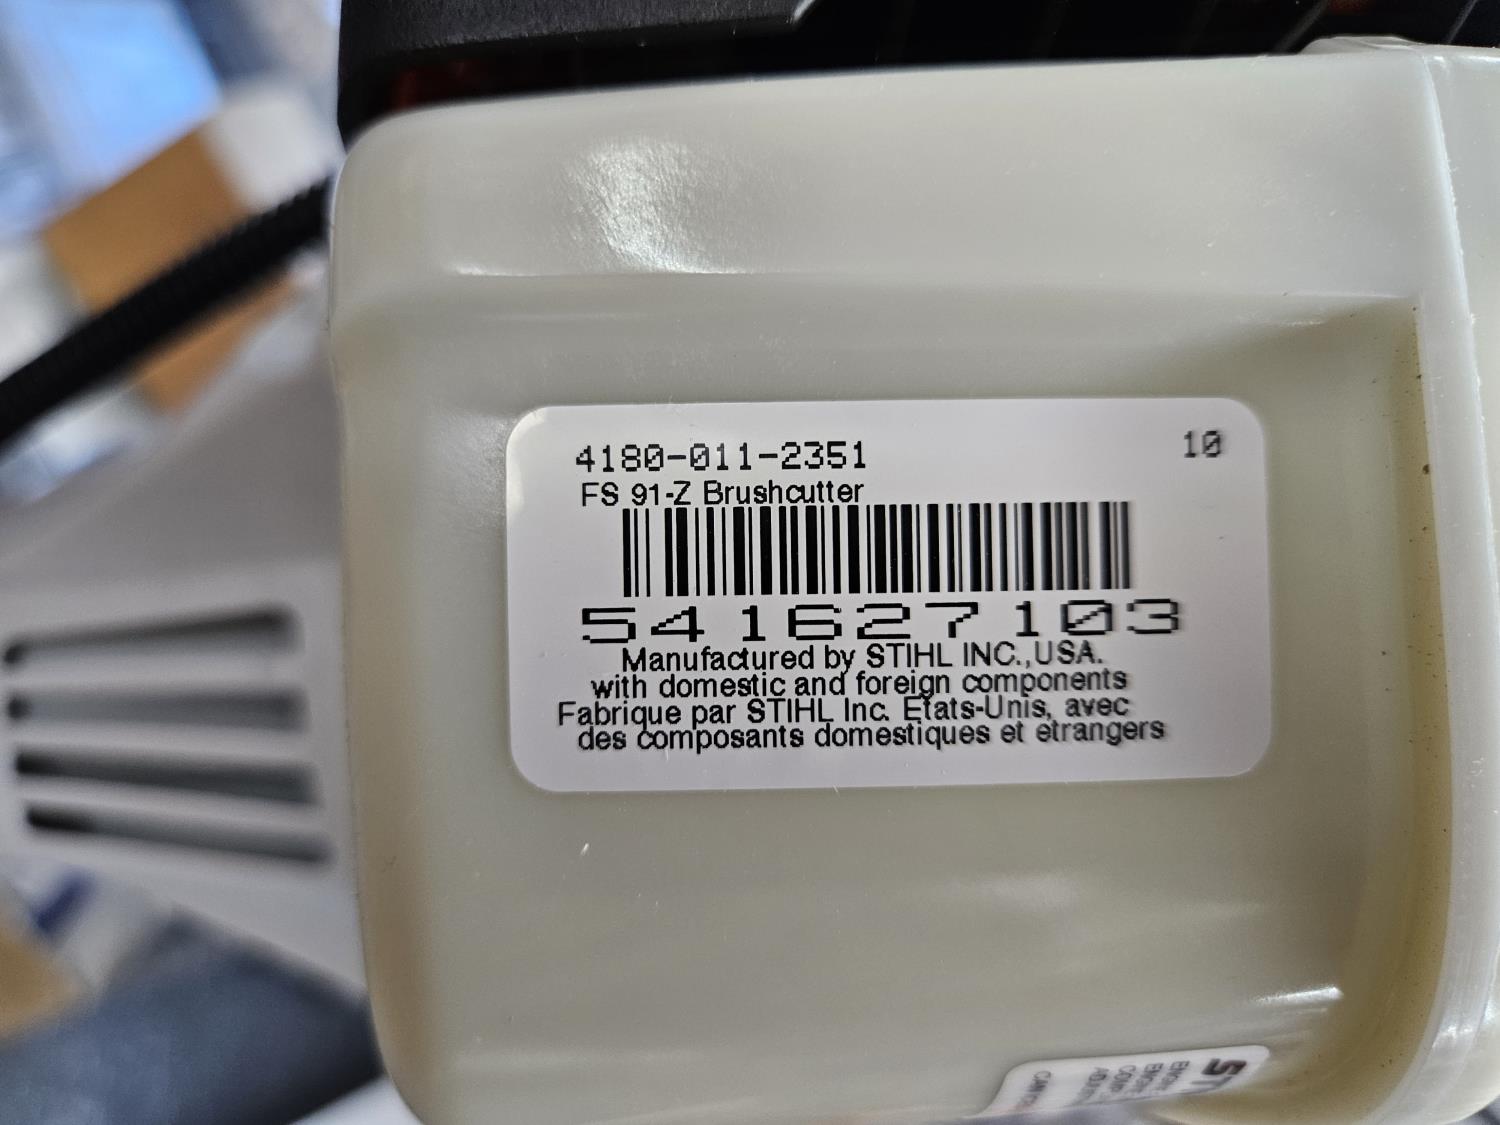 4180-011-2351 10
FS 91-Z Brushcutter
541627103
Manufactured by STIHL INC.,USA.
with domestic and foreign components
Fabrique par STIHL Inc. Etats-Unis, avec
des composants domestiques et etrangers